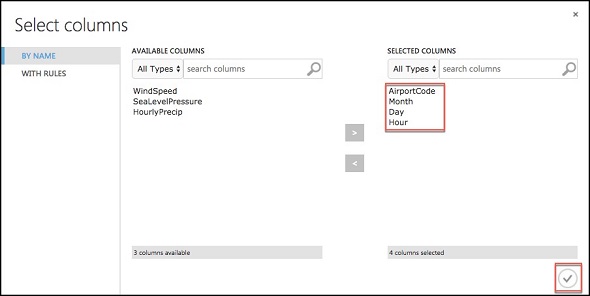 Select columns
BY NAME
WITH RULES
AVAILABLE COLUMNS
All Types
search columns
WindSpeed
SeaLevelPressure
HourlyPrecip
3 columns available
>
<
SELECTED COLUMNS
All Types
search columns
AirportCode
Month
Day
Hour
4 columns selected